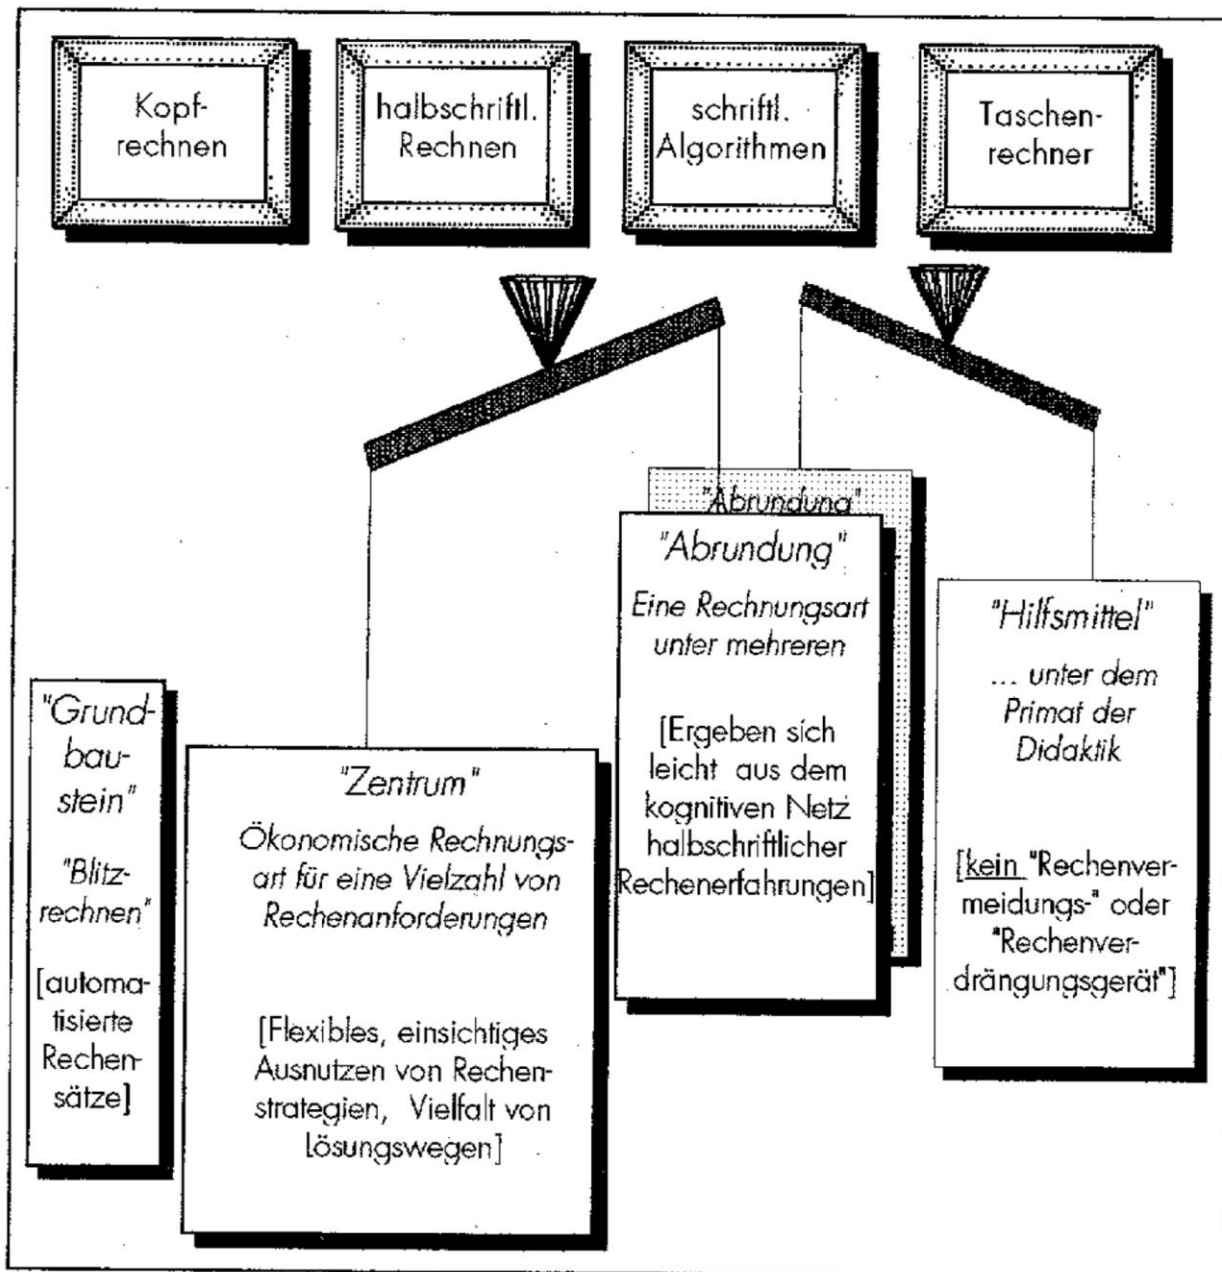 Kopf-
rechnen
halbschriftl.
Rechnen
schriftl.
Algorithmen
Taschen-
rechner
"Grund-
bau-
stein"
"Blitz-
rechnen"
[automa-
tisierte
Rechen-
sätze]
"Zentrum"
Ökonomische Rechnungs-
art für eine Vielzahl von
Rechenanforderungen
[Flexibles, einsichtiges
Ausnutzen von Rechen-
strategien, Vielfalt von
Lösungswegen]
"Abrundung"
"Abrundung"
Eine Rechnungsart
unter mehreren
[Ergeben sich
leicht aus dem
kognitiven Netz
halbschriftlicher
Rechenerfahrungen]
"Hilfsmittel"
... unter dem
Primat der
Didaktik
[kein "Rechenver-
meidungs-" oder
"Rechenver-
drängungsgerät"]